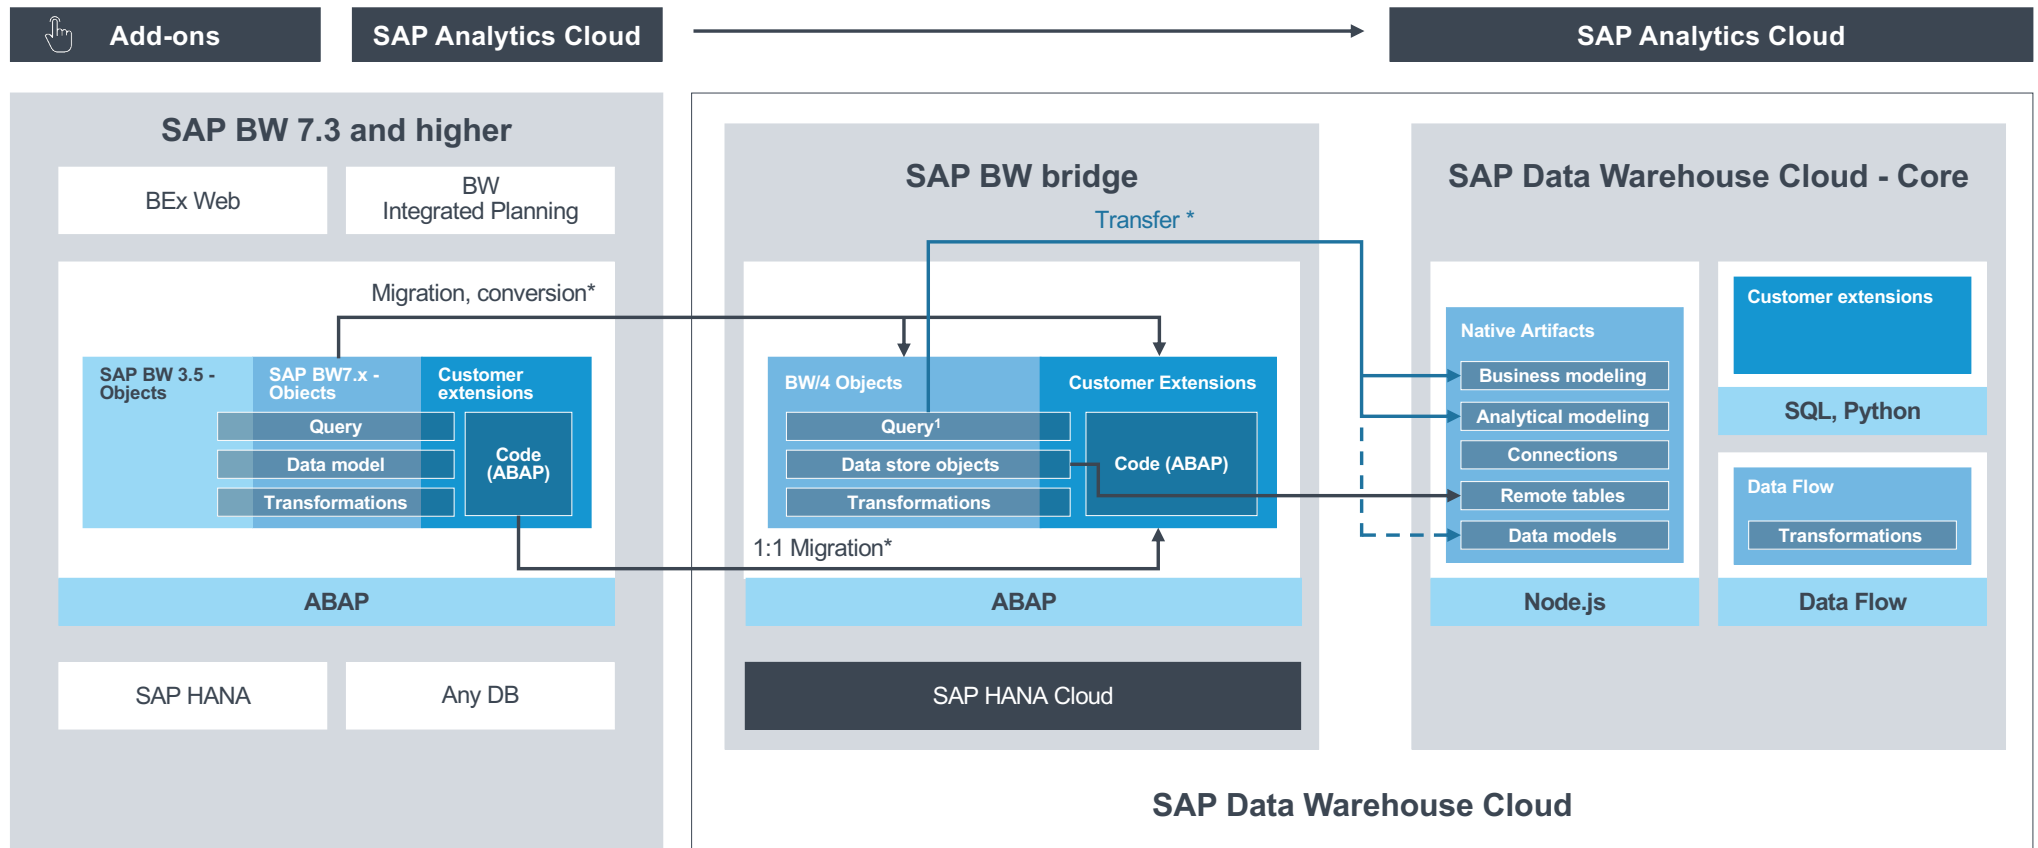 Add-ons
SAP Analytics Cloud
SAP Analytics Cloud
SAP BW 7.3 and higher
BEx Web
BW
Integrated Planning
Migration, conversion*
SAP BW 3.5 -
Objects
SAP BW7.x -
Objects
Customer
extensions
Query
Data model
Transformations
Code
(ABAP)
ABAP
SAP HANA
Any DB
SAP BW bridge
Transfer *
BW/4 Objects
Customer Extensions
Query¹
Data store objects
Transformations
Code (ABAP)
1:1 Migration*
ABAP
SAP HANA Cloud
SAP Data Warehouse Cloud - Core
Native Artifacts
Business modeling
Analytical modeling
Connections
Remote tables
Data models
Node.js
Customer extensions
SQL, Python
Data Flow
Transformations
Data Flow
SAP Data Warehouse Cloud